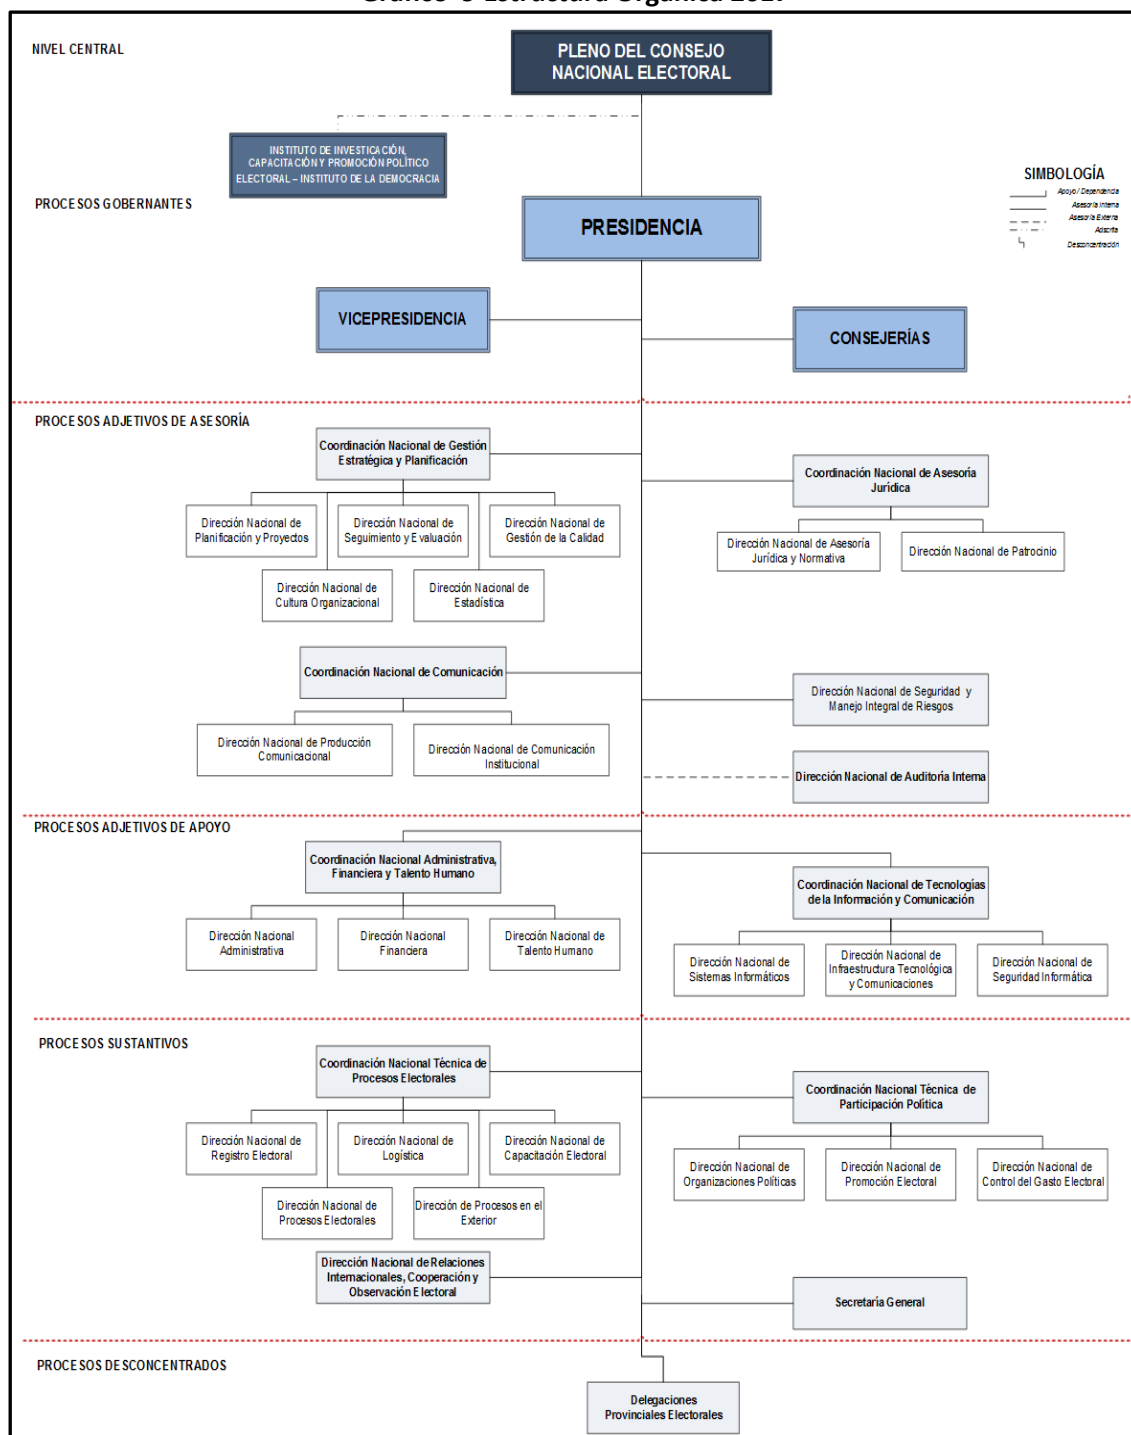 NIVEL CENTRAL
PLENO DEL CONSEJO
NACIONAL ELECTORAL
INSTITUTO DE INVESTIGACIÓN,
CAPACITACIÓN Y PROMOCIÓN POLÍTICO
ELECTORAL – INSTITUTO DE LA DEMOCRACIA
SIMBOLOGÍA
Apoyo / Dependencia
Asesoría Interna
Asesoría Externa
Adscrita
Desconcentración
PROCESOS GOBERNANTES
PRESIDENCIA
VICEPRESIDENCIA
CONSEJERÍAS
PROCESOS ADJETIVOS DE ASESORÍA
Coordinación Nacional de Gestión
Estratégica y Planificación
Coordinación Nacional de Asesoría
Jurídica
Dirección Nacional de
Planificación y Proyectos
Dirección Nacional de
Seguimiento y Evaluación
Dirección Nacional de
Gestión de la Calidad
Dirección Nacional de Asesoría
Jurídica y Normativa
Dirección Nacional de Patrocinio
Dirección Nacional de
Cultura Organizacional
Dirección Nacional de
Estadística
Coordinación Nacional de Comunicación
Dirección Nacional de Seguridad y
Manejo Integral de Riesgos
Dirección Nacional de Producción
Comunicacional
Dirección Nacional de Comunicación
Institucional
Dirección Nacional de Auditoría Interna
PROCESOS ADJETIVOS DE APOYO
Coordinación Nacional Administrativa,
Financiera y Talento Humano
Coordinación Nacional de Tecnologías
de la Información y Comunicación
Dirección Nacional
Administrativa
Dirección Nacional
Financiera
Dirección Nacional de
Talento Humano
Dirección Nacional de
Sistemas Informáticos
Dirección Nacional de
Infraestructura Tecnológica
y Comunicaciones
Dirección Nacional de
Seguridad Informática
PROCESOS SUSTANTIVOS
Coordinación Nacional Técnica de
Procesos Electorales
Coordinación Nacional Técnica de
Participación Política
Dirección Nacional de
Registro Electoral
Dirección Nacional de
Logística
Dirección Nacional de
Capacitación Electoral
Dirección Nacional de
Organizaciones Políticas
Dirección Nacional de
Promoción Electoral
Dirección Nacional de
Control del Gasto Electoral
Dirección Nacional de
Procesos Electorales
Dirección de Procesos en el
Exterior
Dirección Nacional de Relaciones
Internacionales, Cooperación y
Observación Electoral
Secretaría General
PROCESOS DESCONCENTRADOS
Delegaciones
Provinciales Electorales